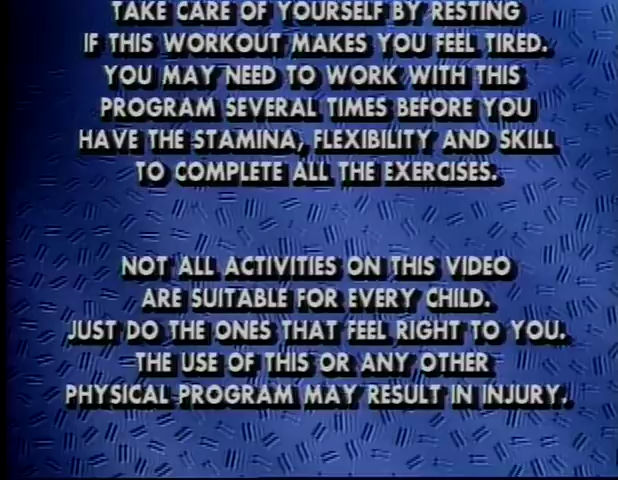 TAKE CARE OF YOURSELF BY RESTING
IF THIS WORKOUT MAKES YOU FEEL TIRED.
YOU MAY NEED TO WORK WITH THIS
PROGRAM SEVERAL TIMES BEFORE YOU
HAVE THE STAMINA, FLEXIBILITY AND SKILL
TO COMPLETE ALL THE EXERCISES.
NOT ALL ACTIVITIES ON THIS VIDEO
ARE SUITABLE FOR EVERY CHILD.
JUST DO THE ONES THAT FEEL RIGHT TO YOU.
THE USE OF THIS OR ANY OTHER
PHYSICAL PROGRAM MAY RESULT IN INJURY.